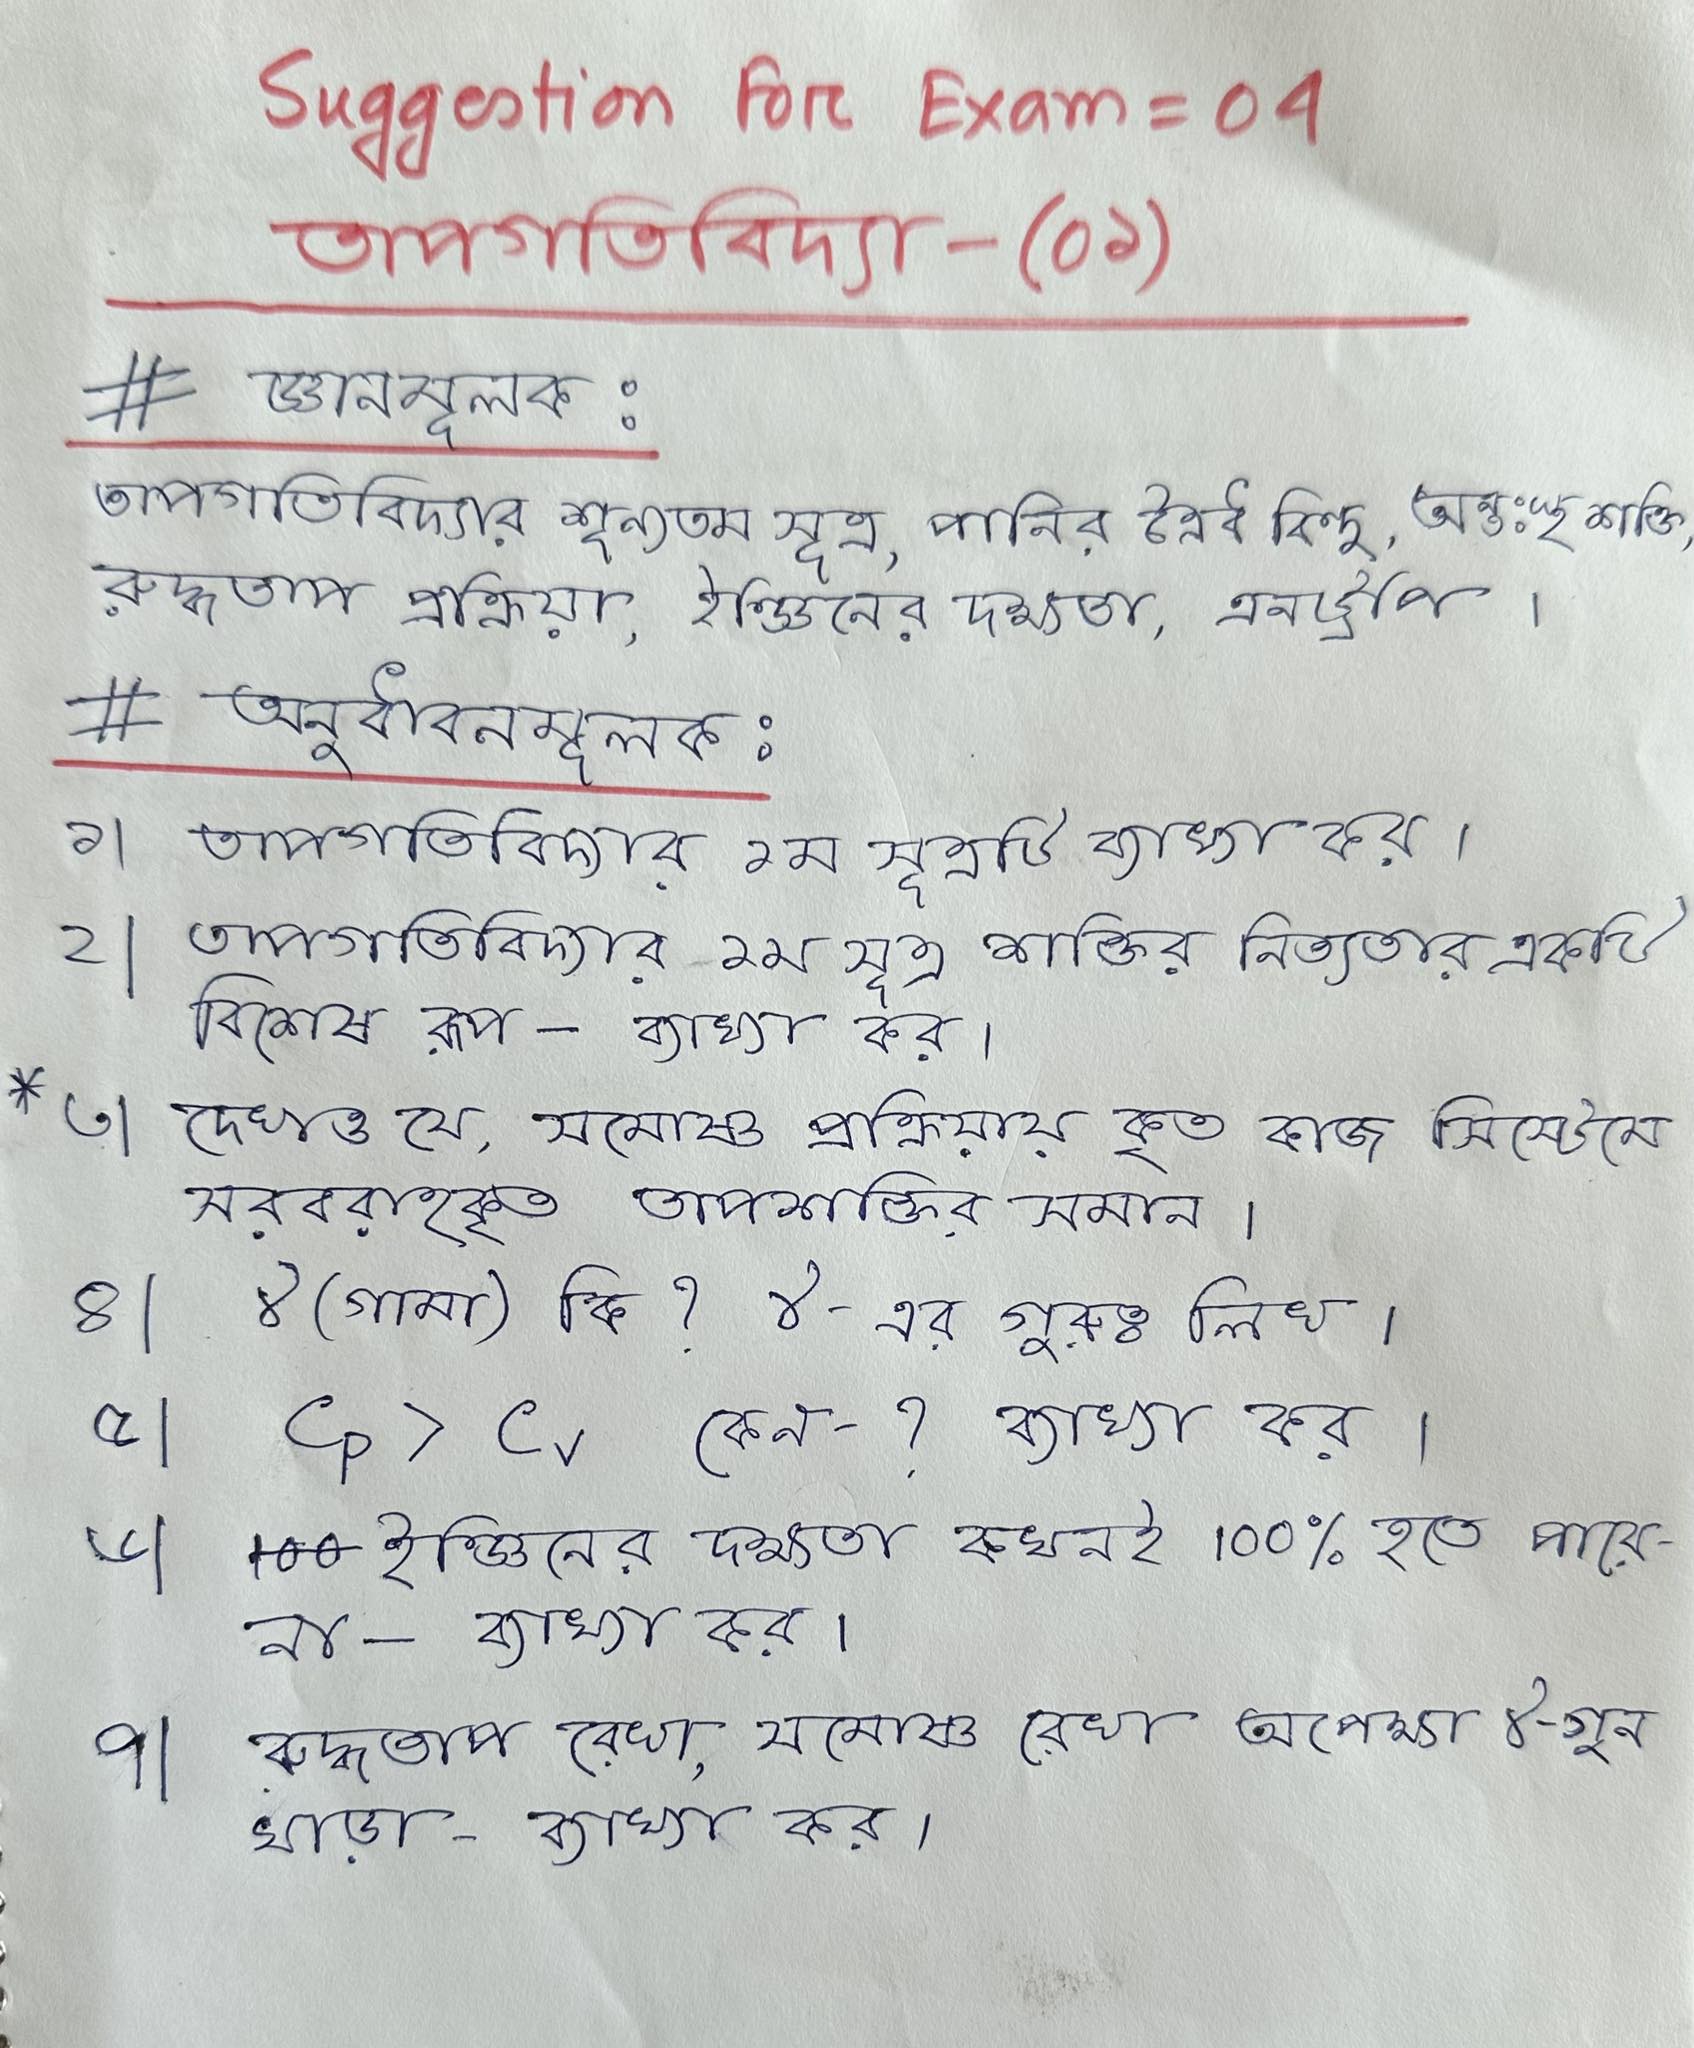 Suggestion For Exam = 04
তাপগতিবিদ্যা - (০১)
# জ্ঞানমূলক :
তাপগতিবিদ্যার শূন্যতম সূত্র, পানির ত্রৈধ বিন্দু, অন্তঃস্থ শক্তি,
রুদ্ধতাপ প্রক্রিয়া, ইঞ্জিনের দক্ষতা, এনট্রপি ।
# অনুধাবনমূলক :
১| তাপগতিবিদ্যার ১ম সূত্রটি ব্যাখ্যা কর ।
২| তাপগতিবিদ্যার ১ম সূত্র শক্তির নিত্যতার একটি
বিশেষ রূপ - ব্যাখ্যা কর ।
* ৩| দেখাও যে, সমোষ্ণ প্রক্রিয়ায় কৃত কাজ সিস্টেমে
সরবরাহকৃত তাপশক্তির সমান ।
৪| γ (গামা) কি ? γ - এর গুরুত্ব লিখ ।
৫| Cp > Cv কেন - ? ব্যাখ্যা কর ।
৬| 100 ইঞ্জিনের দক্ষতা কখনই 100% হতে পারে-
না - ব্যাখ্যা কর ।
৭| রুদ্ধতাপ রেখা, সমোষ্ণ রেখা অপেক্ষা γ-গুন
খাড়া - ব্যাখ্যা কর ।